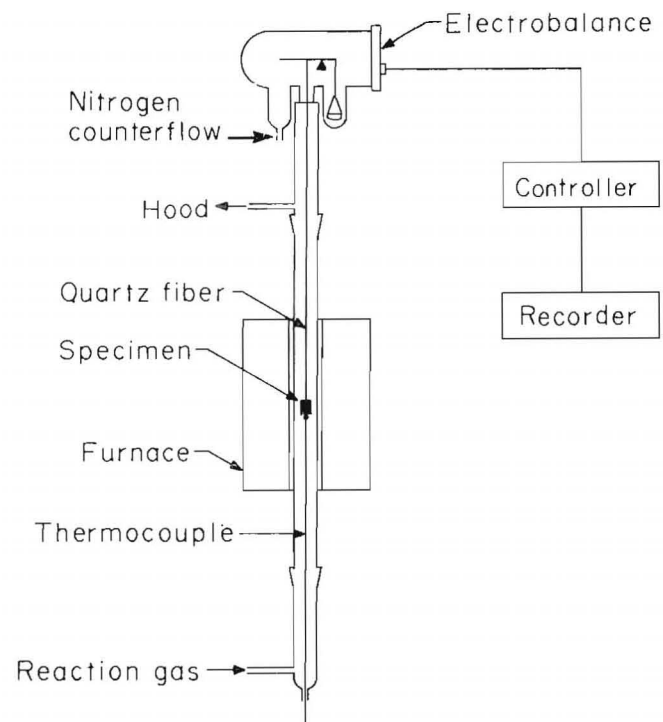 Electrobalance
Nitrogen
counterflow
Controller
Hood
Quartz fiber
Recorder
Specimen
Furnace
Thermocouple
Reaction gas